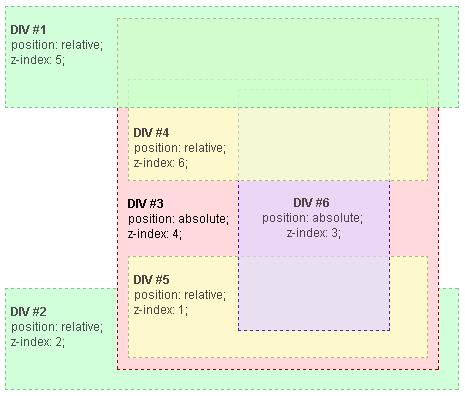 DIV #1
position: relative;
z-index: 5;
DIV #4
position: relative;
z-index: 6;
DIV #3
position: absolute;
z-index: 4;
DIV #6
position: absolute;
z-index: 3;
DIV #5
position: relative;
z-index: 1;
DIV #2
position: relative;
z-index: 2;